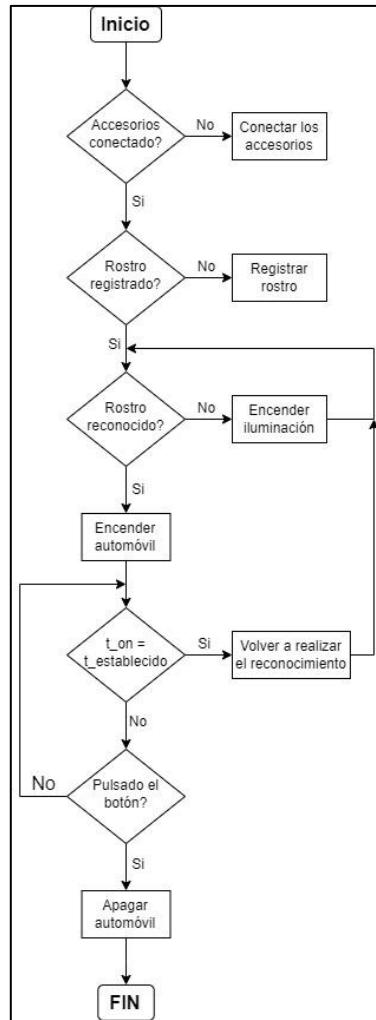 Inicio
Accesorios
conectado?
No
Conectar los
accesorios
Si
Rostro
registrado?
No
Registrar
rostro
Si
Rostro
reconocido?
No
Encender
iluminación
Si
Encender
automóvil
t_on =
t_establecido
Si
Volver a realizar
el reconocimiento
No
Pulsado el
botón?
No
Si
Apagar
automóvil
FIN